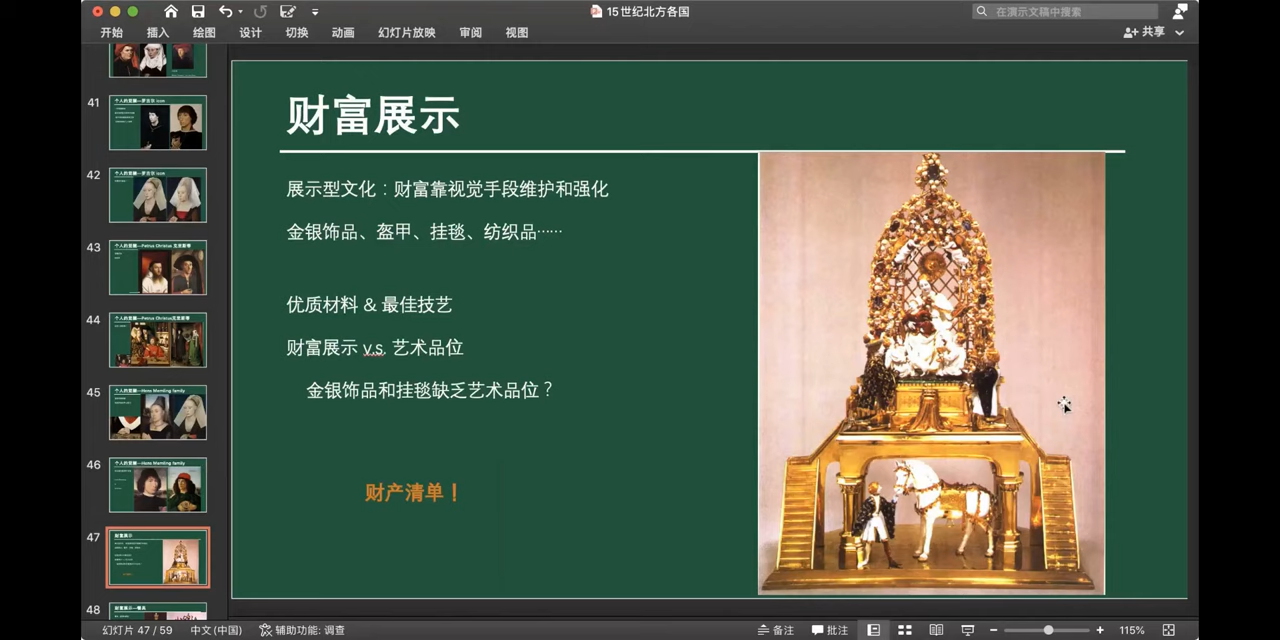 15世纪北方各国
在演示文稿中搜索
开始 插入 绘图 设计 切换 动画 幻灯片放映 审阅 视图
共享
41
42
43
44
45
46
47
48
财富展示
展示型文化：财富靠视觉手段维护和强化
金银饰品、盔甲、挂毯、纺织品……
优质材料 & 最佳技艺
财富展示 v.s. 艺术品位
金银饰品和挂毯缺乏艺术品位？
财产清单！
幻灯片 47 / 59 中文(中国) 辅助功能: 调查
备注 批注 115%